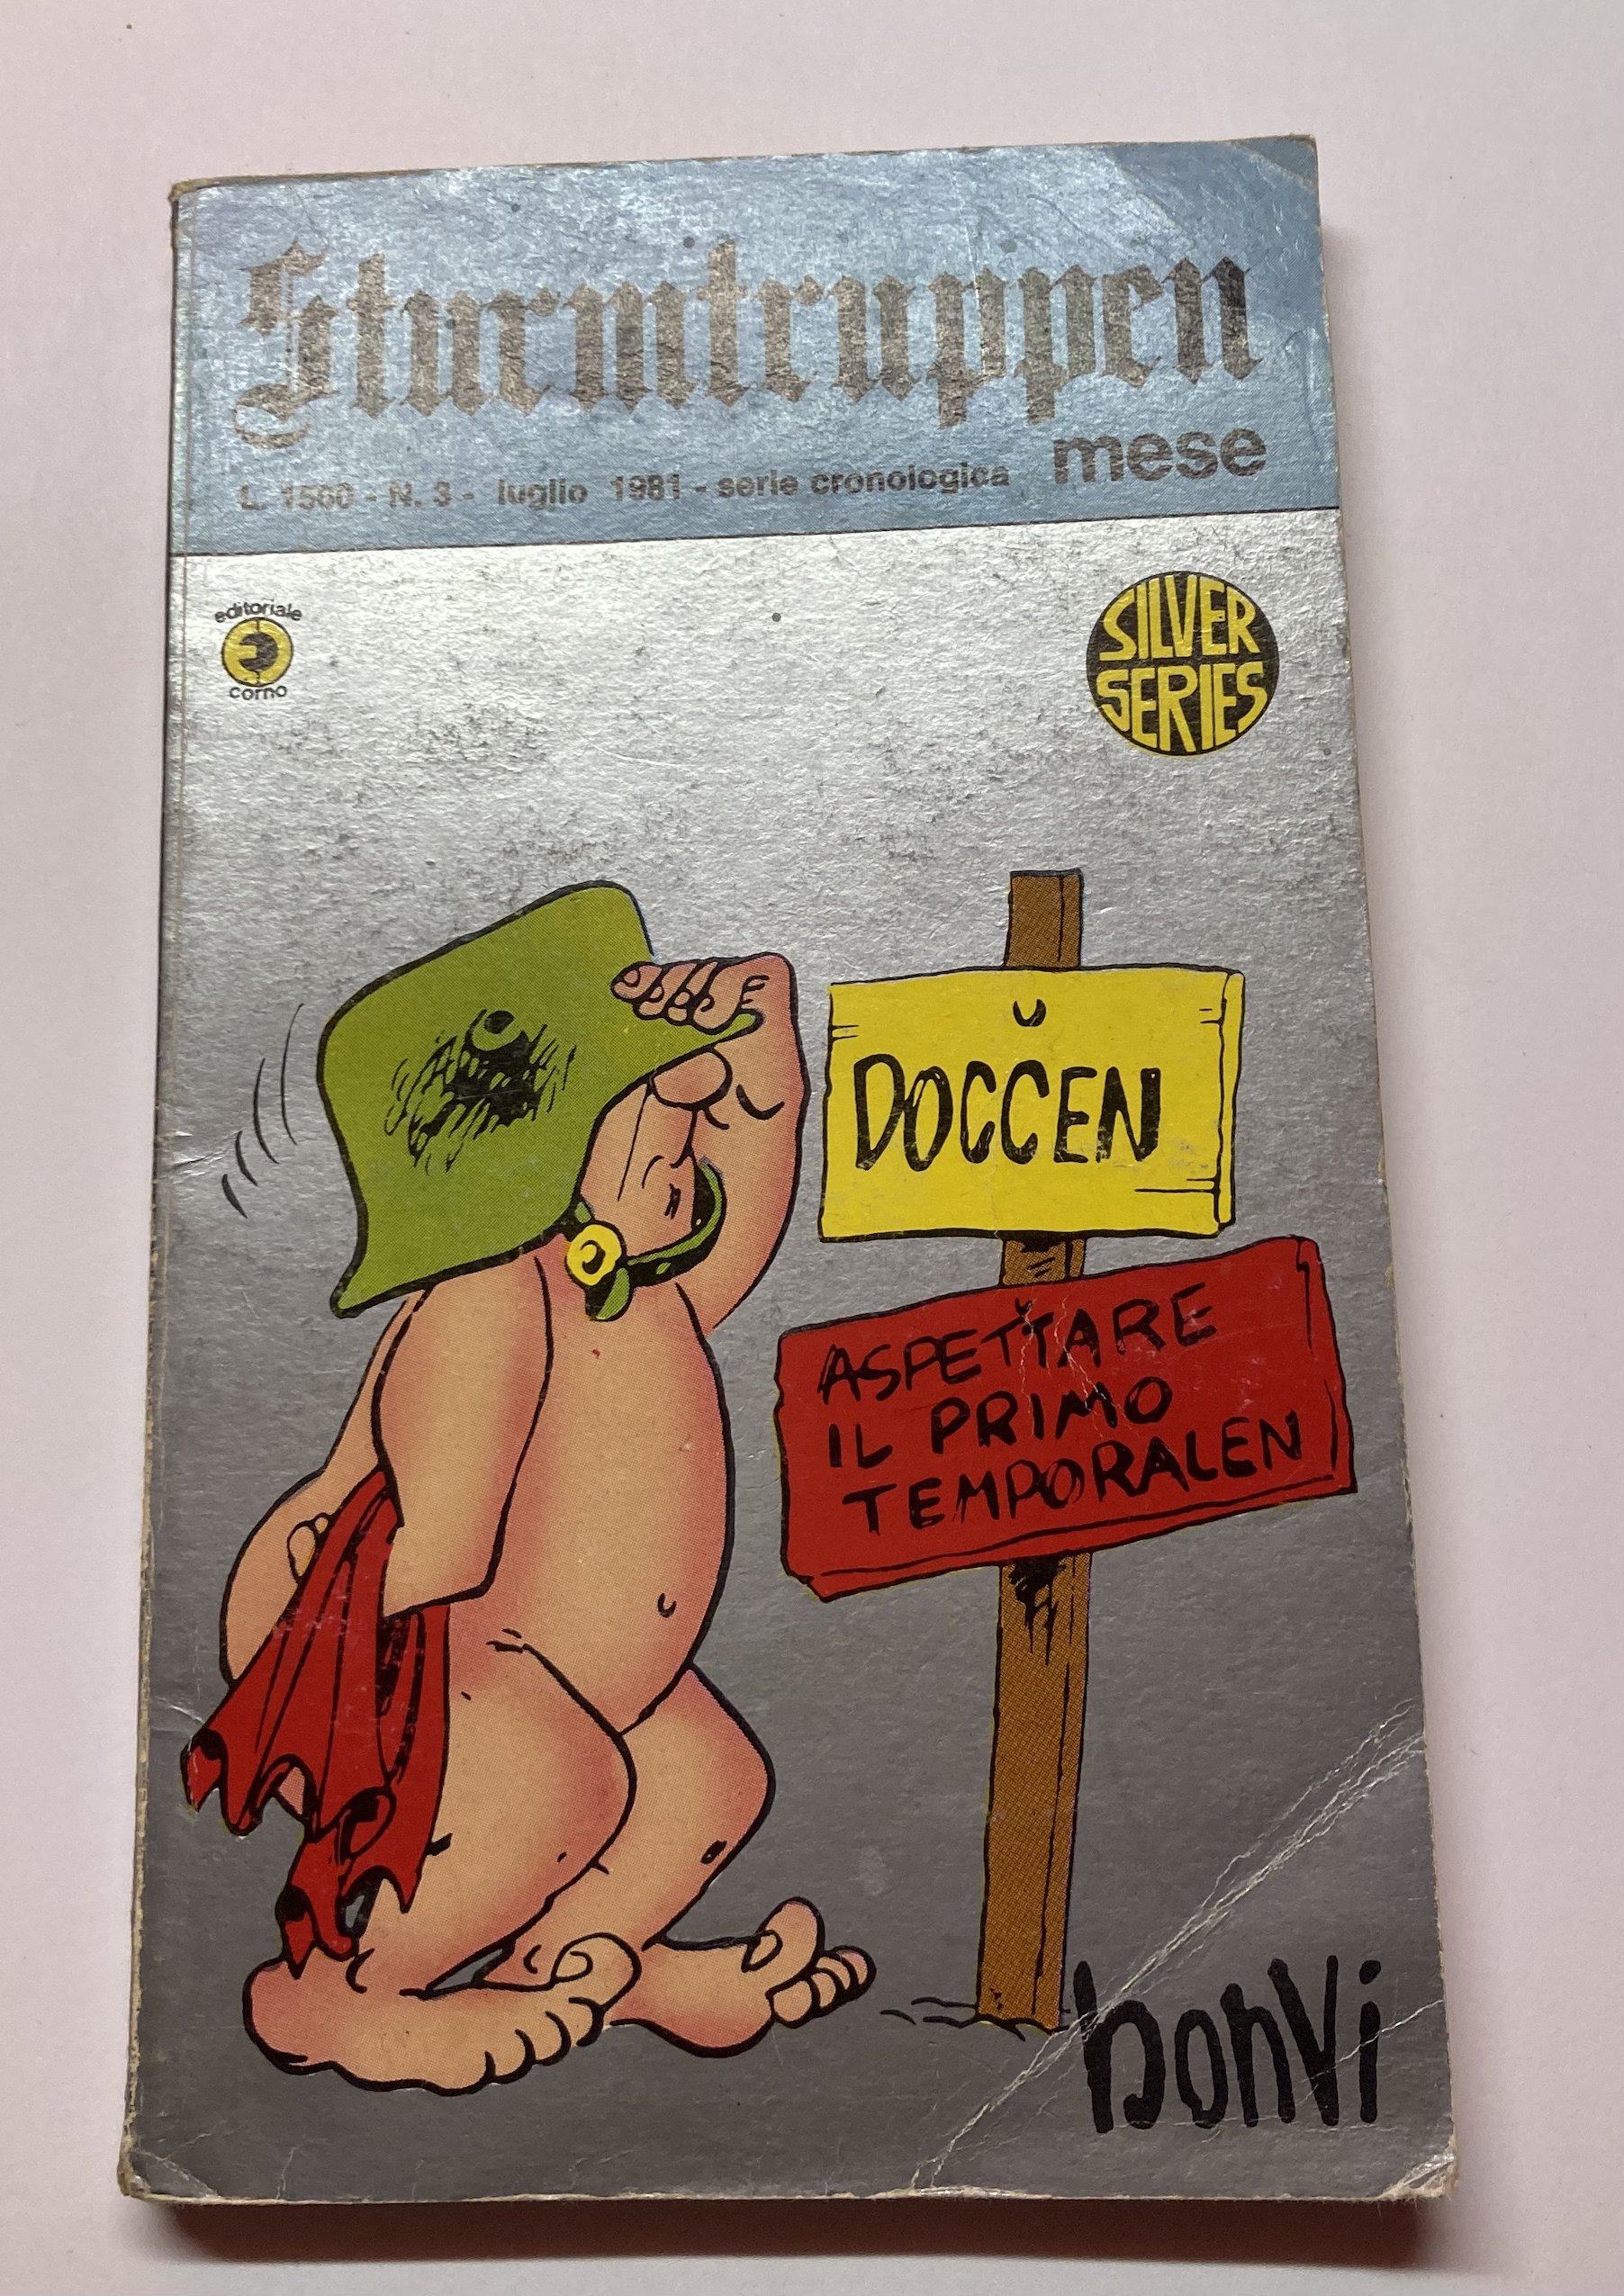 Sturmtruppen
mese
L. 1500 - N. 3 - luglio 1981 - serie cronologica
editoriale
corno
SILVER
SERIES
DOCCEN
ASPETTARE
IL PRIMO
TEMPORALEN
bonvi